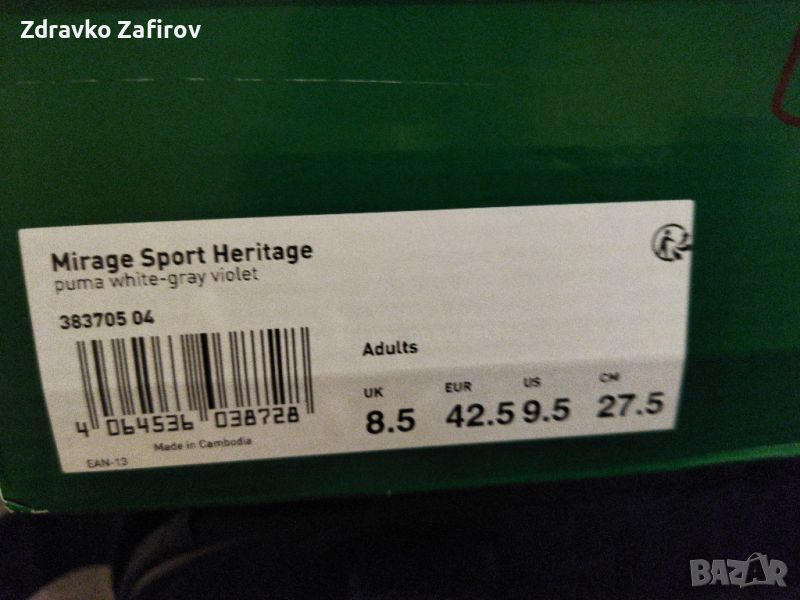 Zdravko Zafirov
Mirage Sport Heritage
puma white-gray violet
383705 04
Adults
UK EUR US CM
8.5 42.5 9.5 27.5
4 064536 038728
Made in Cambodia
EAN-13
BAZAR